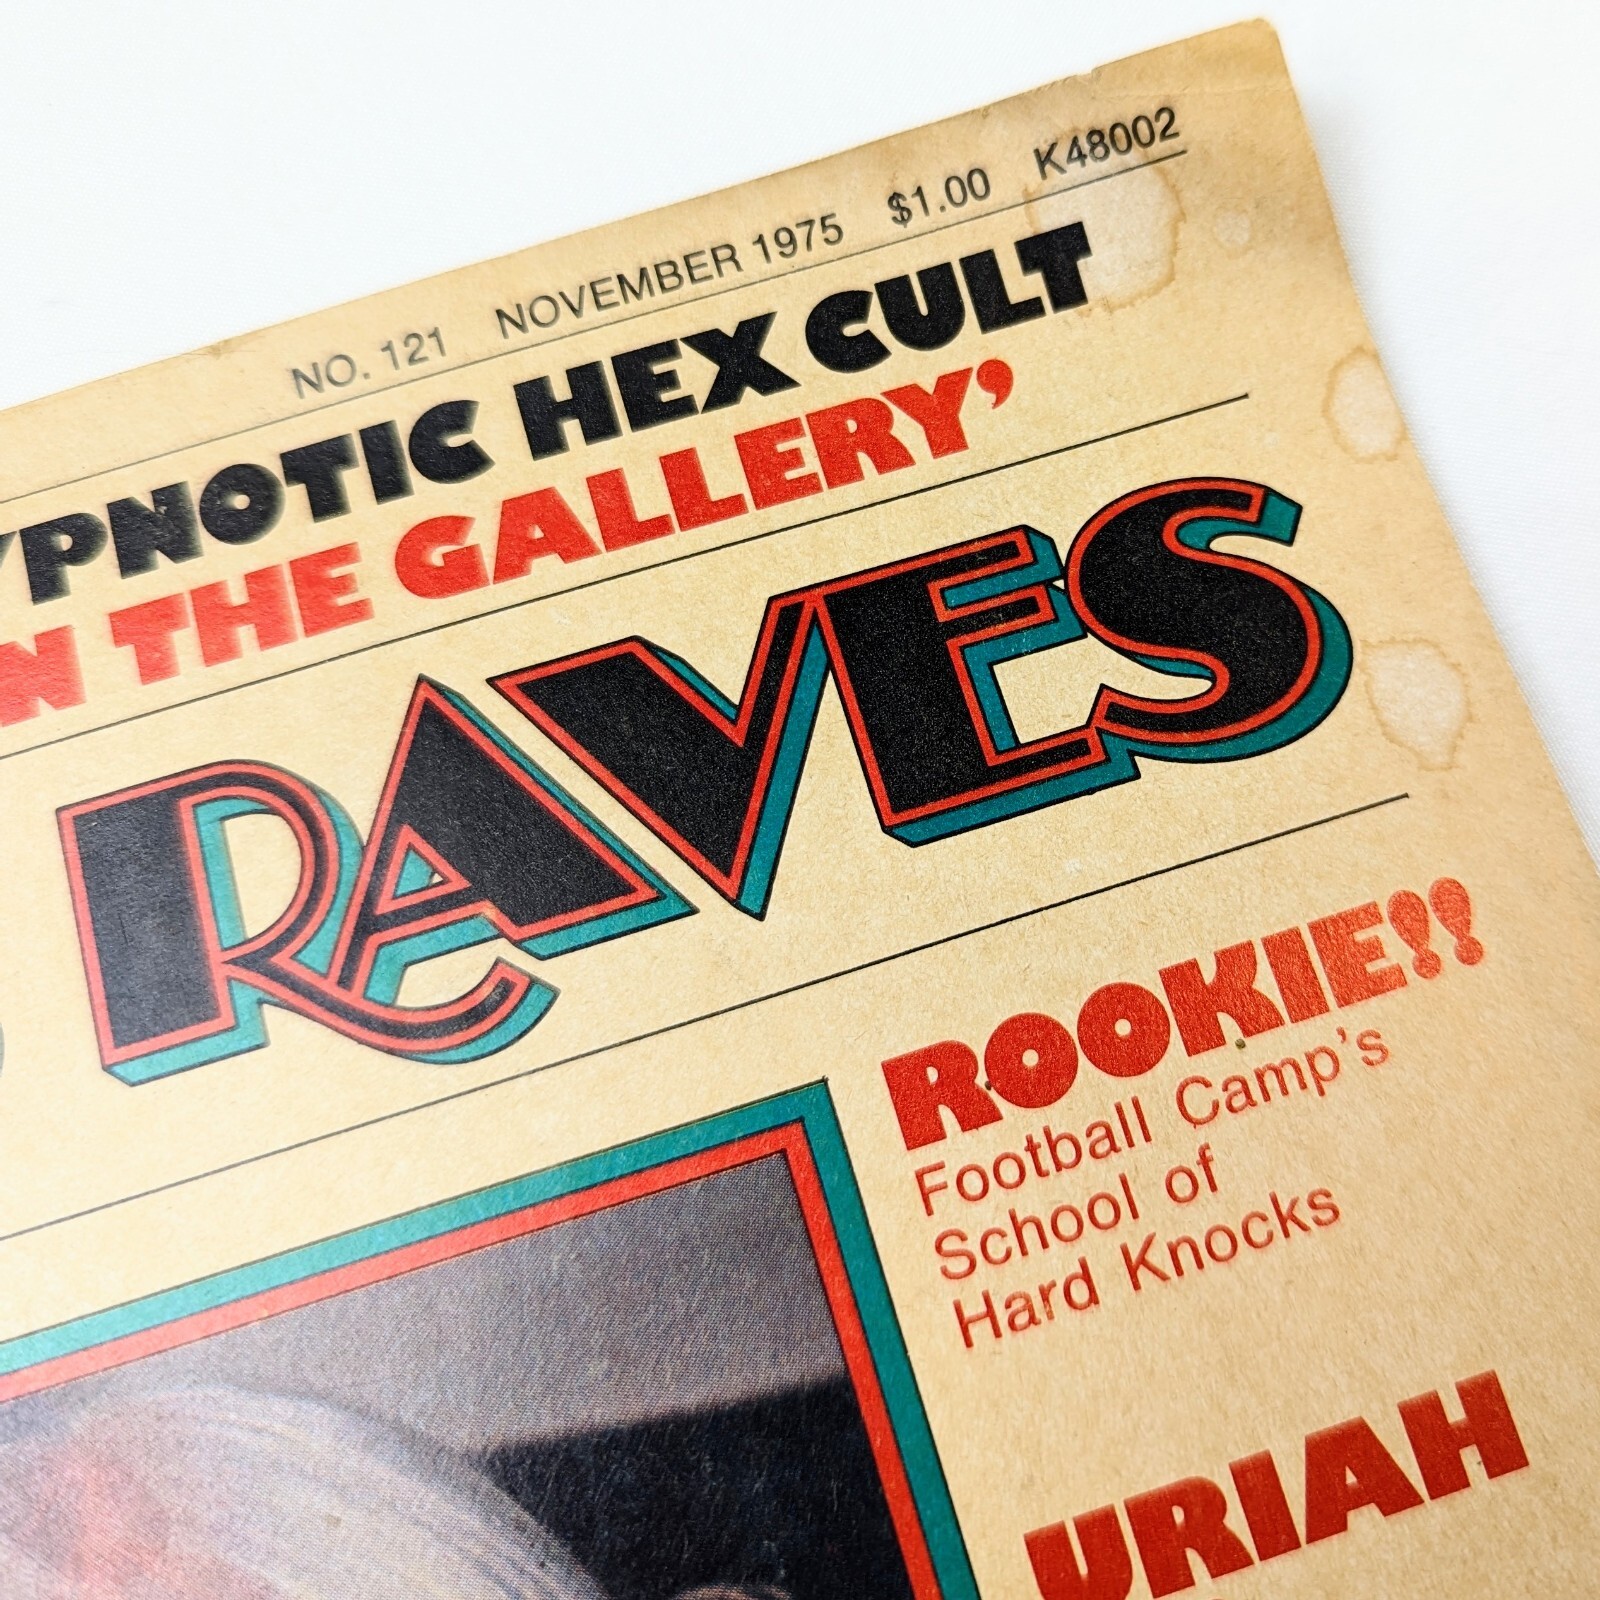 NO. 121 NOVEMBER 1975 $1.00 K48002
YPNOTIC HEX CULT
N THE GALLERY’
RAVES
ROOKIE!!
Football Camp’s
School of
Hard Knocks
URIAH